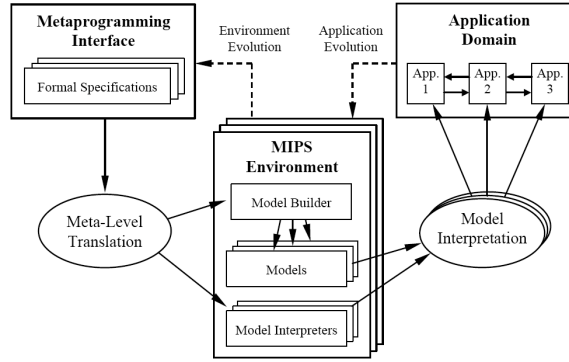 Metaprogramming
Interface
Formal Specifications
Environment
Evolution
Application
Evolution
Application
Domain
App.
1
App.
2
App.
3
MIPS
Environment
Model Builder
Models
Model Interpreters
Meta-Level
Translation
Model
Interpretation